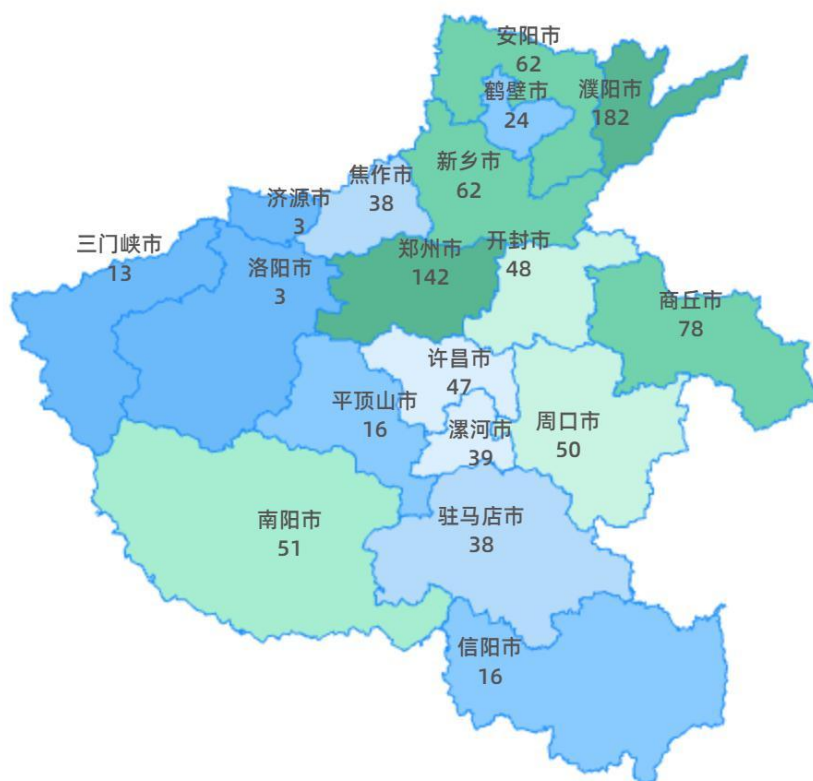 安阳市
62
鹤壁市
24
濮阳市
182
新乡市
62
焦作市
38
济源市
3
三门峡市
13
洛阳市
3
郑州市
142
开封市
48
商丘市
78
许昌市
47
平顶山市
16
漯河市
39
周口市
50
南阳市
51
驻马店市
38
信阳市
16